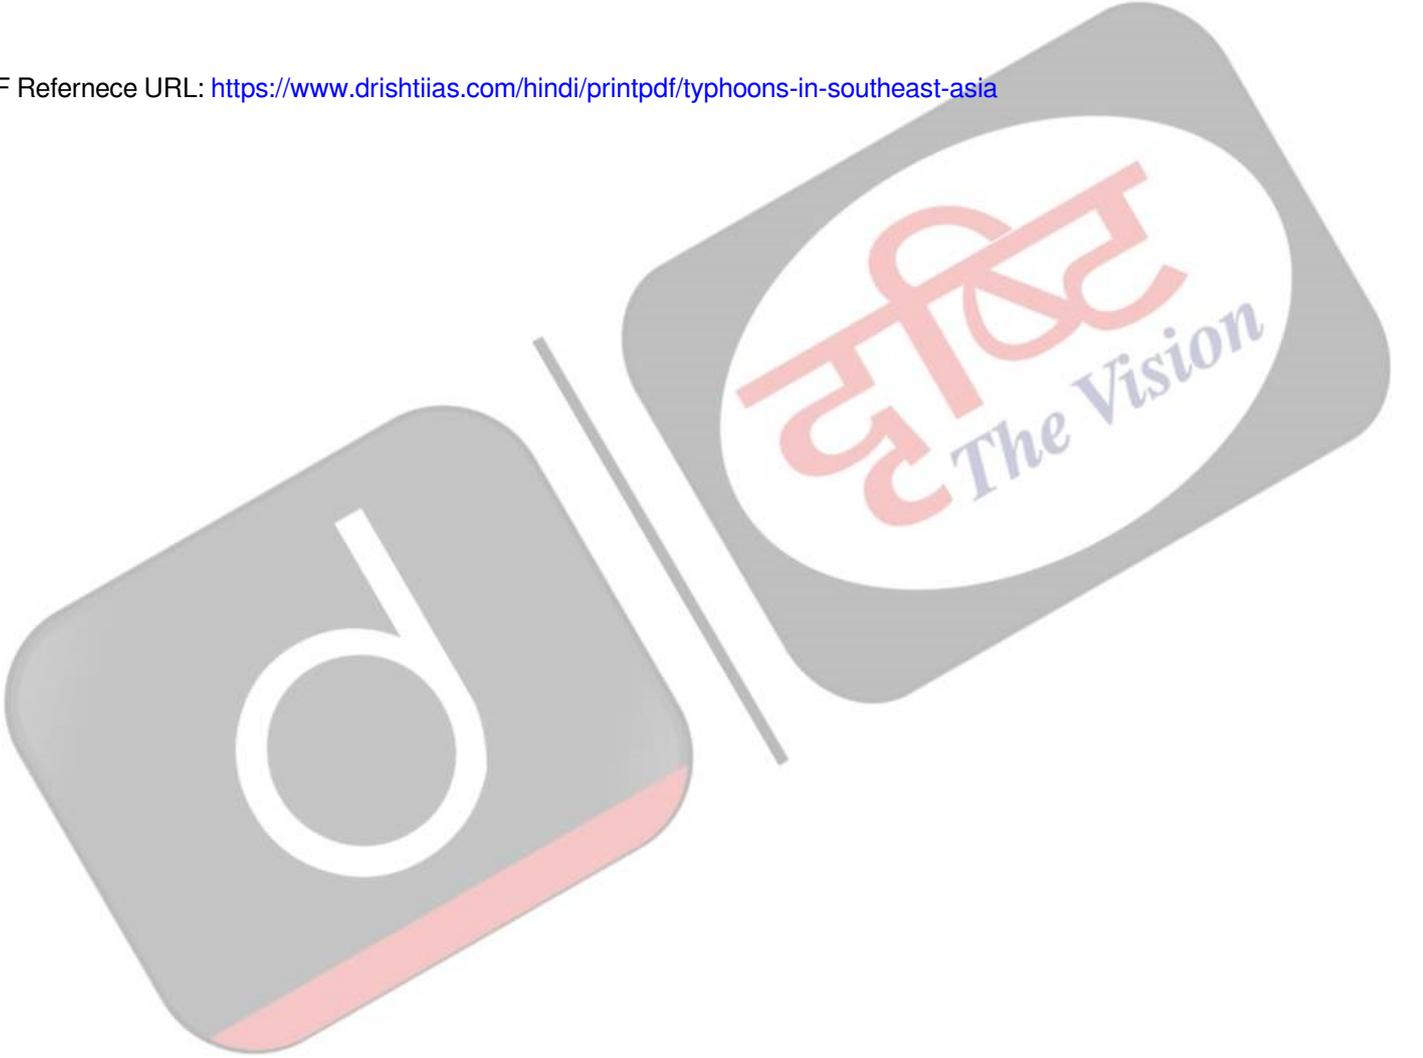 F Refernece URL: https://www.drishtiias.com/hindi/printpdf/typhoons-in-southeast-asia
दृष्टि
The Vision
d